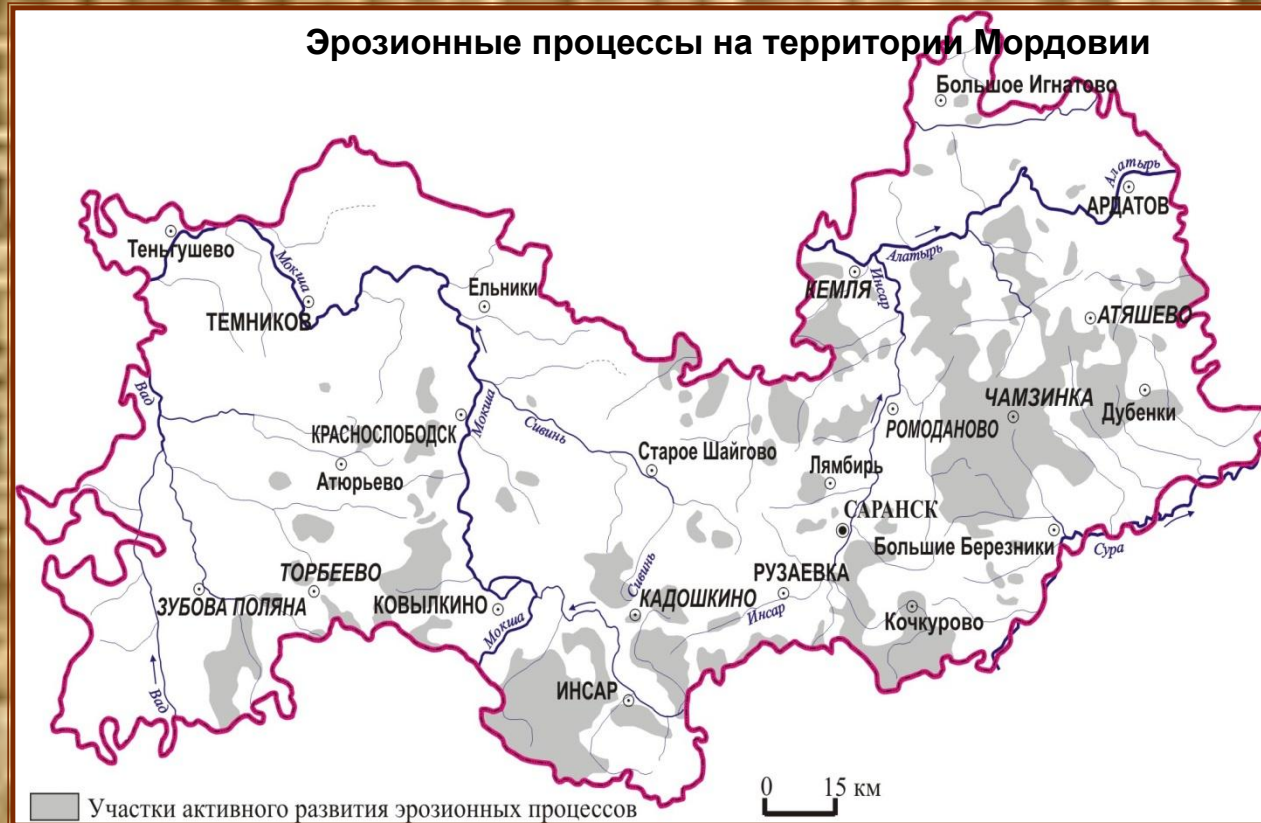 Эрозионные процессы на территории Мордовии
Большое Игнатово
Алатырь
АРДАТОВ
Теньгушево
Мокша
ТЕМНИКОВ
Ельники
КЕМЛЯ
Инсар
Алатырь
АТЯШЕВО
Вад
КРАСНОСЛОБОДСК
Мокша
Сивинь
Атюрьево
Старое Шайгово
Лямбирь
РОМОДАНОВО
ЧАМЗИНКА
Дубенки
САРАНСК
Большие Березники
Сура
ЗУБОВА ПОЛЯНА
ТОРБЕЕВО
КОВЫЛКИНО
Мокша
Сивинь
КАДОШКИНО
РУЗАЕВКА
Инсар
Кочкурово
Вад
ИНСАР
Участки активного развития эрозионных процессов
0 15 км